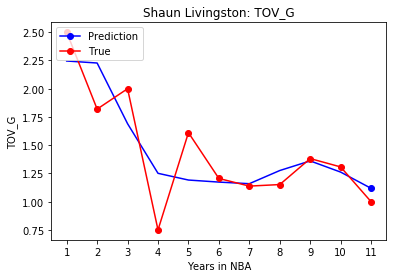 Shaun Livingston: TOV_G
Prediction
True
TOV_G
2.50
2.25
2.00
1.75
1.50
1.25
1.00
0.75
1 2 3 4 5 6 7 8 9 10 11
Years in NBA